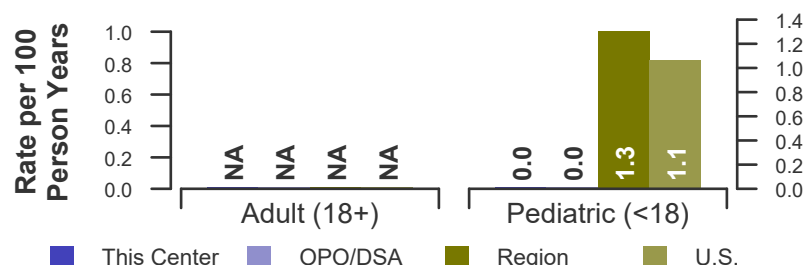 Rate per 100
Person Years
1.0
0.8
0.6
0.4
0.2
0.0
NA NA NA NA
0.0 0.0 1.3 1.1
1.4
1.2
1.0
0.8
0.6
0.4
0.2
0.0
Adult (18+) Pediatric (<18)
This Center OPO/DSA Region U.S.